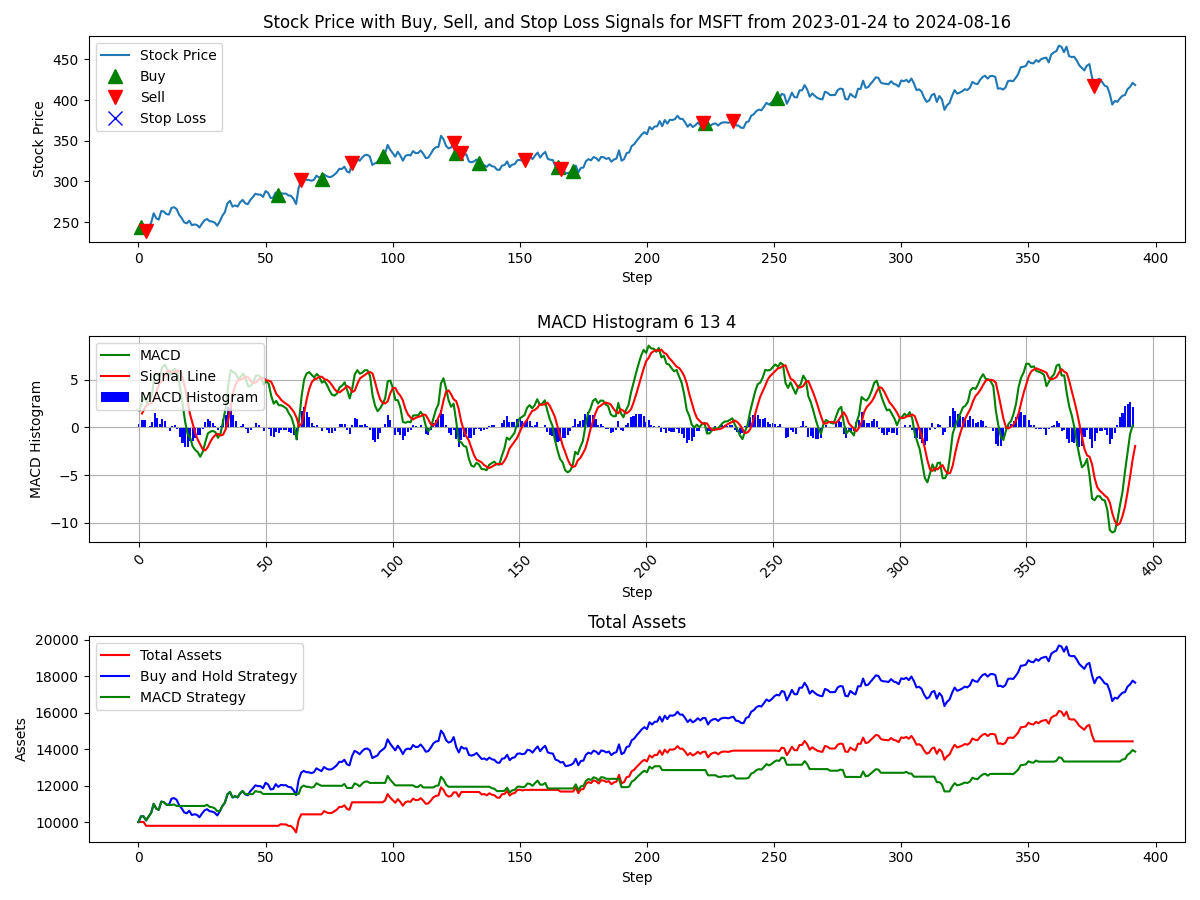 Stock Price with Buy, Sell, and Stop Loss Signals for MSFT from 2023-01-24 to 2024-08-16
Stock Price
Buy
Sell
Stop Loss
Stock Price
450
400
350
300
250
0 50 100 150 200 250 300 350 400
Step
MACD Histogram 6 13 4
MACD
Signal Line
MACD Histogram
MACD Histogram
5
0
−5
−10
0 50 100 150 200 250 300 350 400
Step
Total Assets
Total Assets
Buy and Hold Strategy
MACD Strategy
Assets
20000
18000
16000
14000
12000
10000
0 50 100 150 200 250 300 350 400
Step